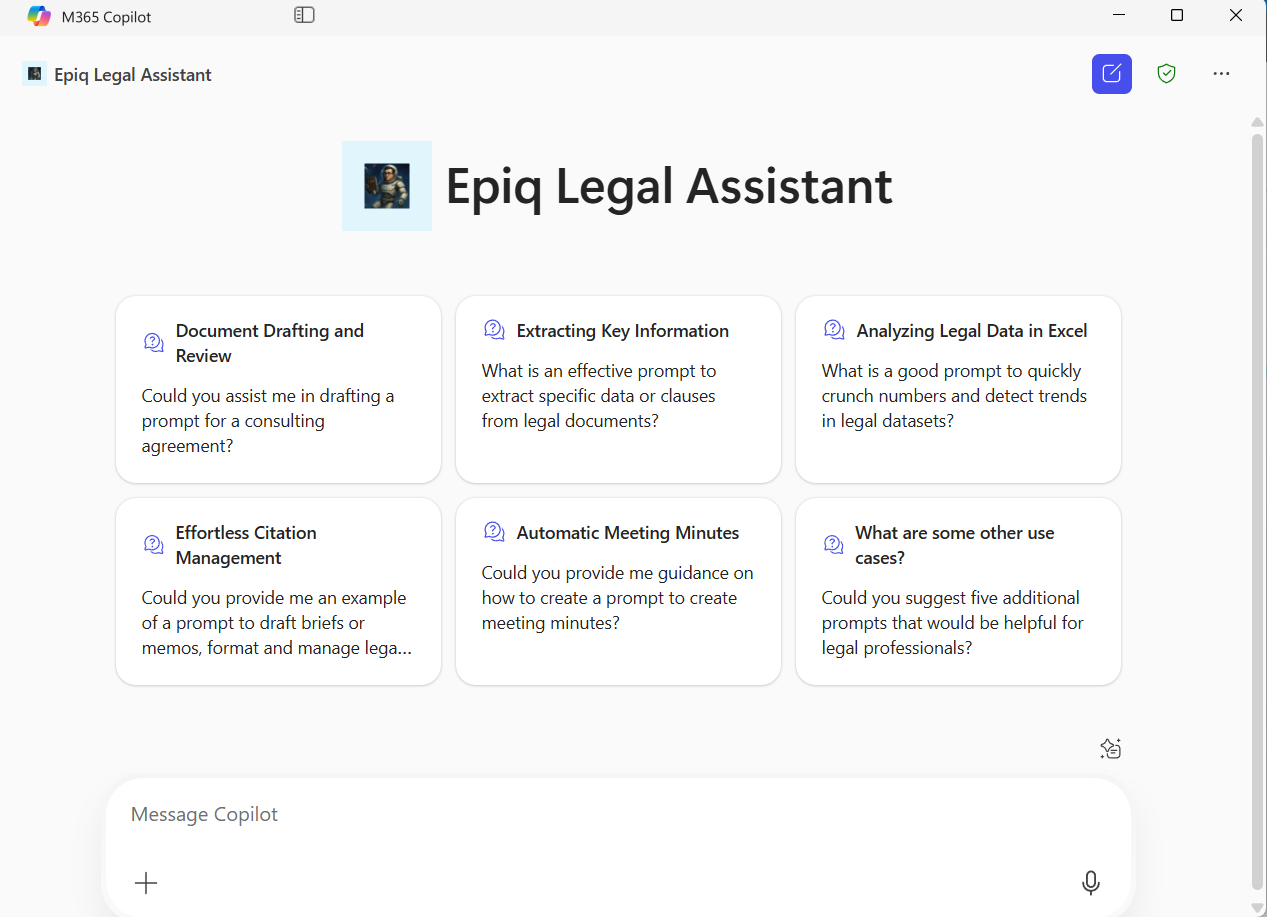 M365 Copilot
Epiq Legal Assistant
Epiq Legal Assistant
Document Drafting and
Review
Could you assist me in drafting a
prompt for a consulting
agreement?
Extracting Key Information
What is an effective prompt to
extract specific data or clauses
from legal documents?
Analyzing Legal Data in Excel
What is a good prompt to quickly
crunch numbers and detect trends
in legal datasets?
Effortless Citation
Management
Could you provide me an example
of a prompt to draft briefs or
memos, format and manage lega...
Automatic Meeting Minutes
Could you provide me guidance on
how to create a prompt to create
meeting minutes?
What are some other use
cases?
Could you suggest five additional
prompts that would be helpful for
legal professionals?
Message Copilot